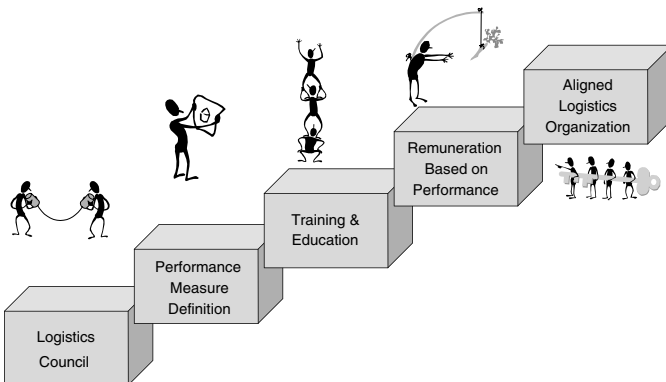 Logistics
Council
Performance
Measure
Definition
Training &
Education
Remuneration
Based on
Performance
Aligned
Logistics
Organization